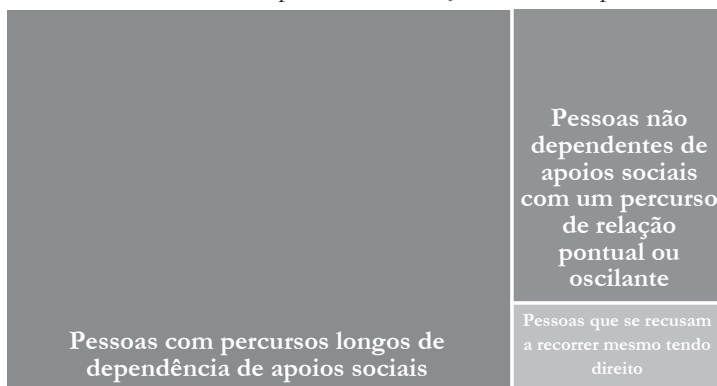 Pessoas com percursos longos de
dependência de apoios sociais
Pessoas não
dependentes de
apoios sociais
com um percurso
de relação
pontual ou
oscilante
Pessoas que se recusam
a recorrer mesmo tendo
direito